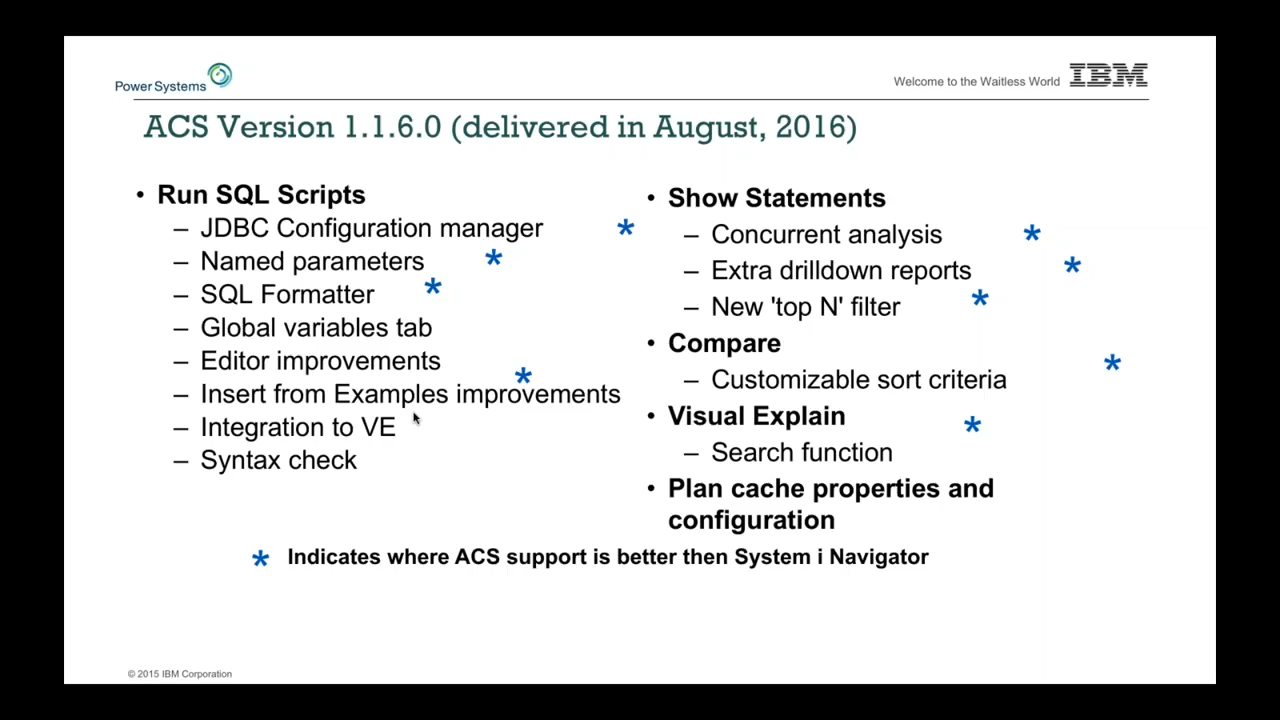 Power Systems
Welcome to the Waitless World IBM
ACS Version 1.1.6.0 (delivered in August, 2016)
• Run SQL Scripts
– JDBC Configuration manager *
– Named parameters *
– SQL Formatter *
– Global variables tab
– Editor improvements
– Insert from Examples improvements *
– Integration to VE
– Syntax check
• Show Statements
– Concurrent analysis *
– Extra drilldown reports *
– New 'top N' filter *
• Compare
– Customizable sort criteria *
• Visual Explain
– Search function *
• Plan cache properties and
configuration
* Indicates where ACS support is better then System i Navigator
© 2015 IBM Corporation